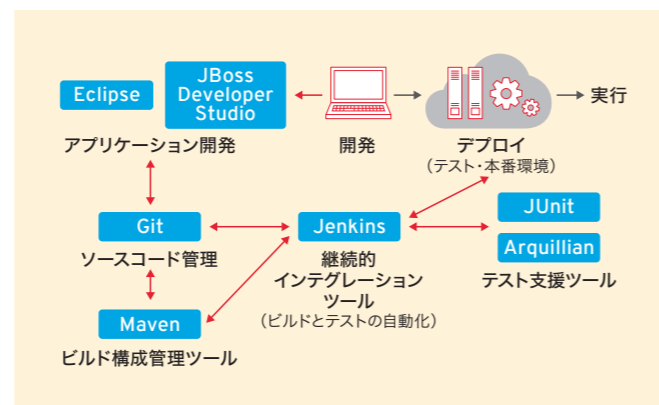 Eclipse
JBoss
Developer
Studio
アプリケーション開発
開発
デプロイ
（テスト・本番環境）
実行
Git
ソースコード管理
Jenkins
継続的
インテグレーション
ツール
（ビルドとテストの自動化）
JUnit
Arquillian
テスト支援ツール
Maven
ビルド構成管理ツール